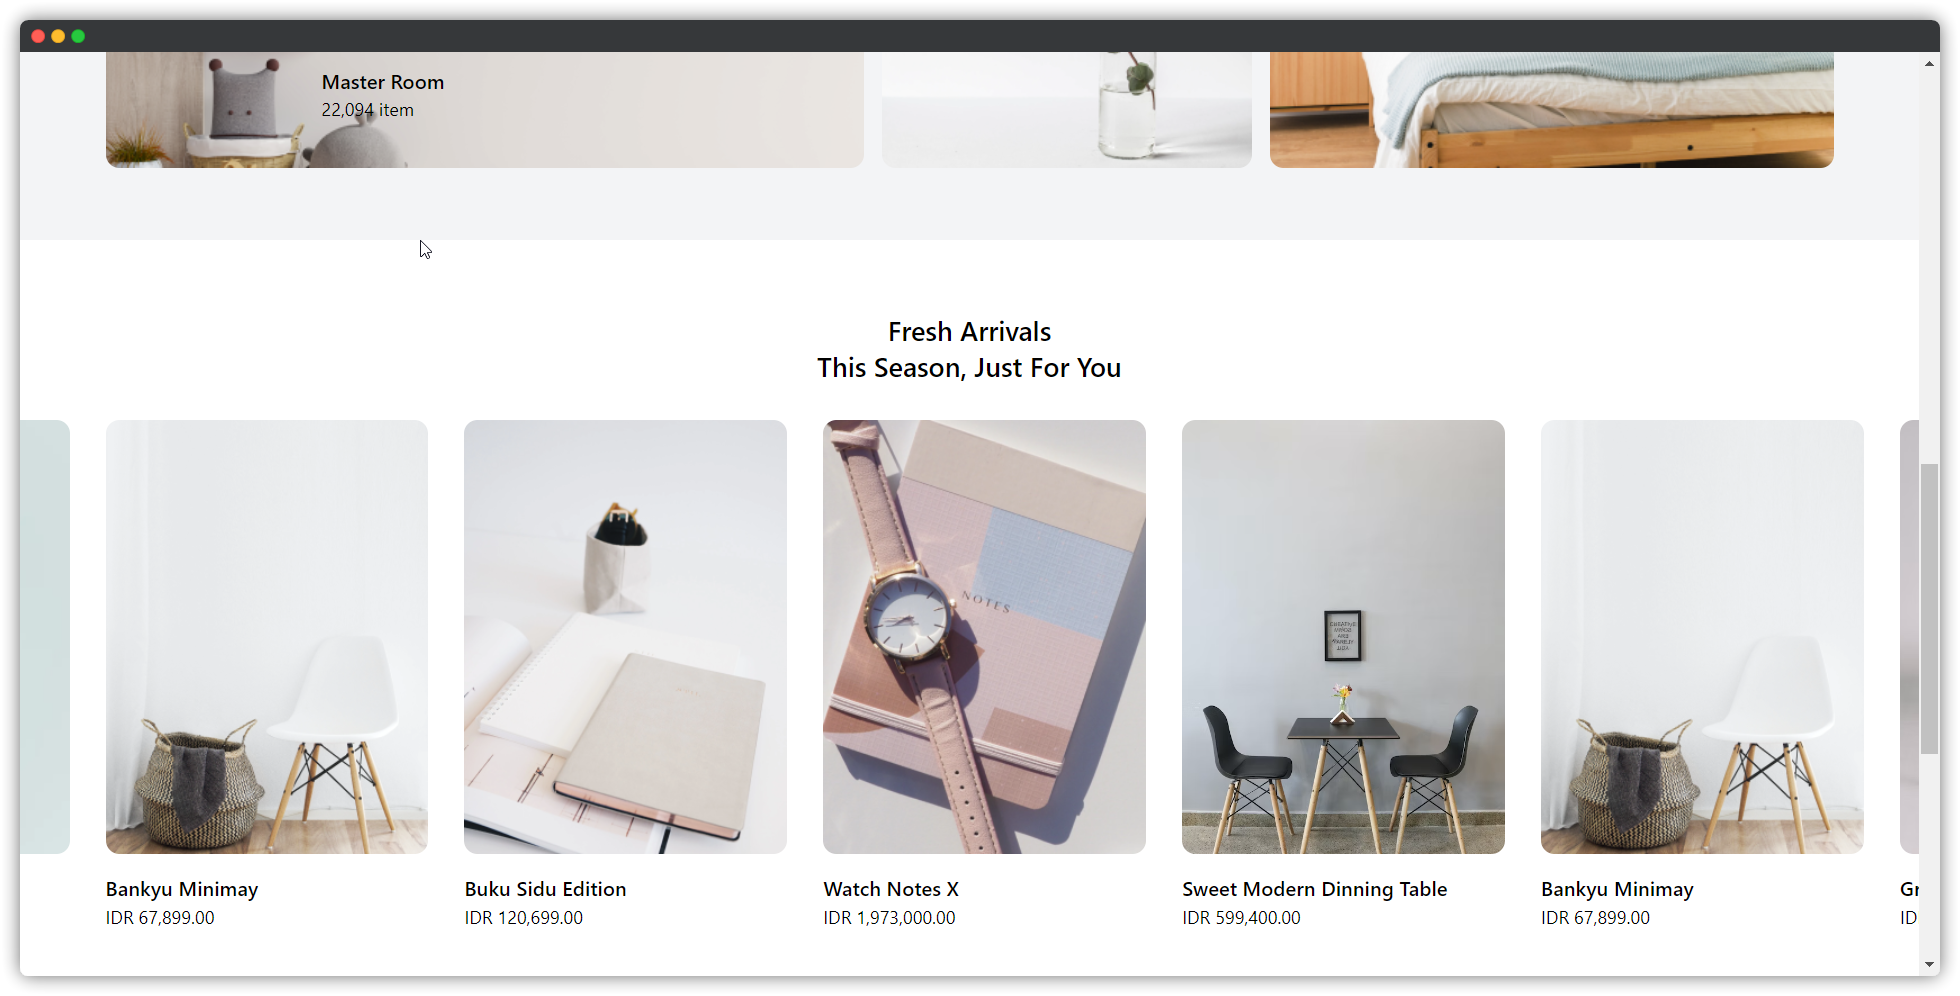 Master Room
22,094 item
Fresh Arrivals
This Season, Just For You
NOTES
Bankyu Minimay
IDR 67,899.00
Buku Sidu Edition
IDR 120,699.00
Watch Notes X
IDR 1,973,000.00
Sweet Modern Dinning Table
IDR 599,400.00
Bankyu Minimay
IDR 67,899.00
Gr
ID